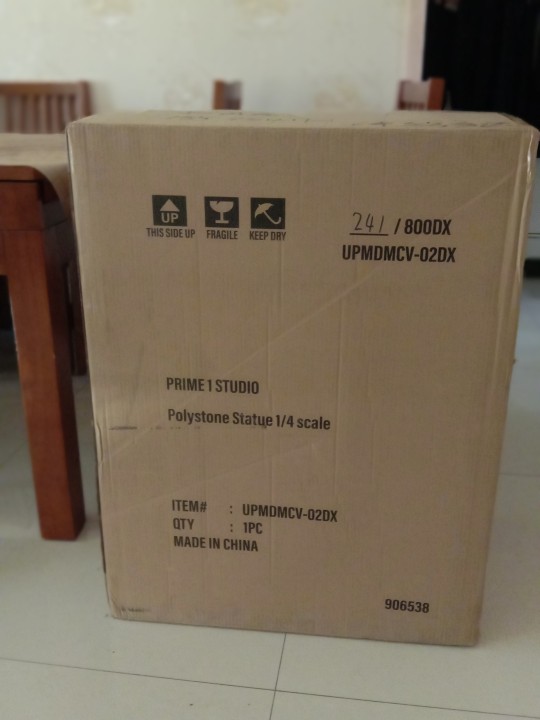 UP
THIS SIDE UP FRAGILE KEEP DRY
241 / 800DX
UPMDMCV-02DX
PRIME 1 STUDIO
Polystone Statue 1/4 scale
ITEM# : UPMDMCV-02DX
QTY : 1PC
MADE IN CHINA
906538